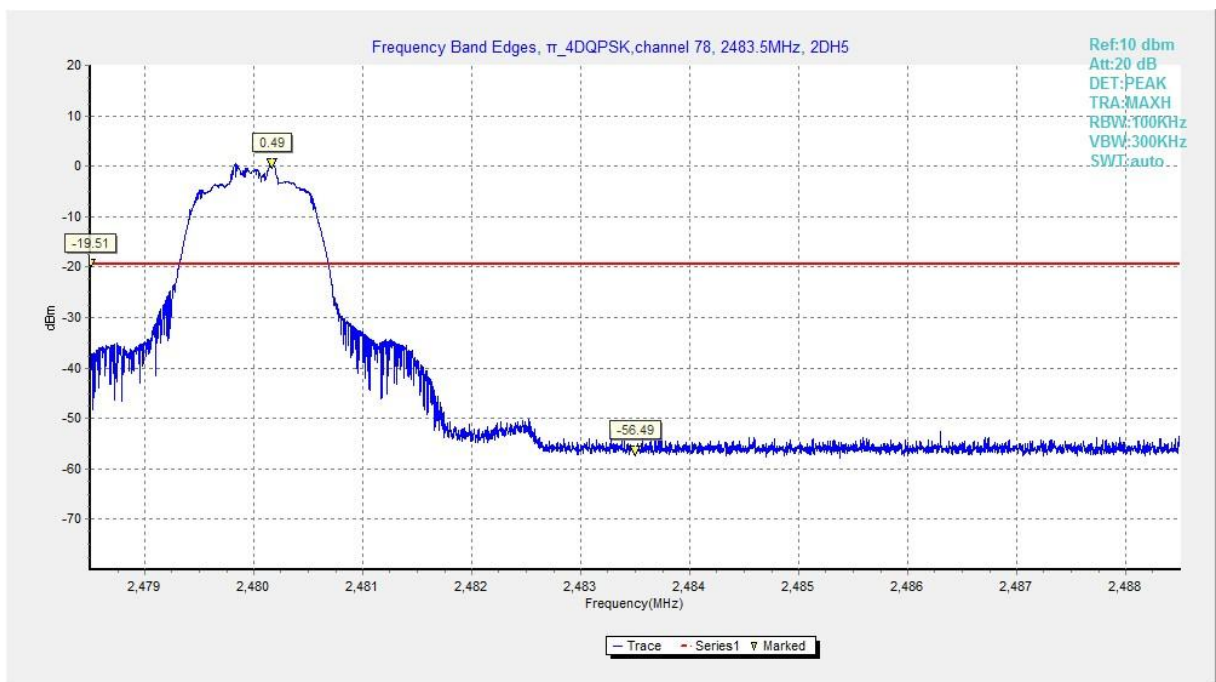 Frequency Band Edges, π_4DQPSK,channel 78, 2483.5MHz, 2DH5
Ref:10 dbm
Att:20 dB
DET:PEAK
TRA:MAXH
RBW:100KHz
VBW:300KHz
SWT:auto
20
10
0
-10
-20
-30
-40
-50
-60
-70
dBm
0.49
-19.51
-56.49
2,479
2,480
2,481
2,482
2,483
2,484
2,485
2,486
2,487
2,488
Frequency(MHz)
Trace
Series1
Marked